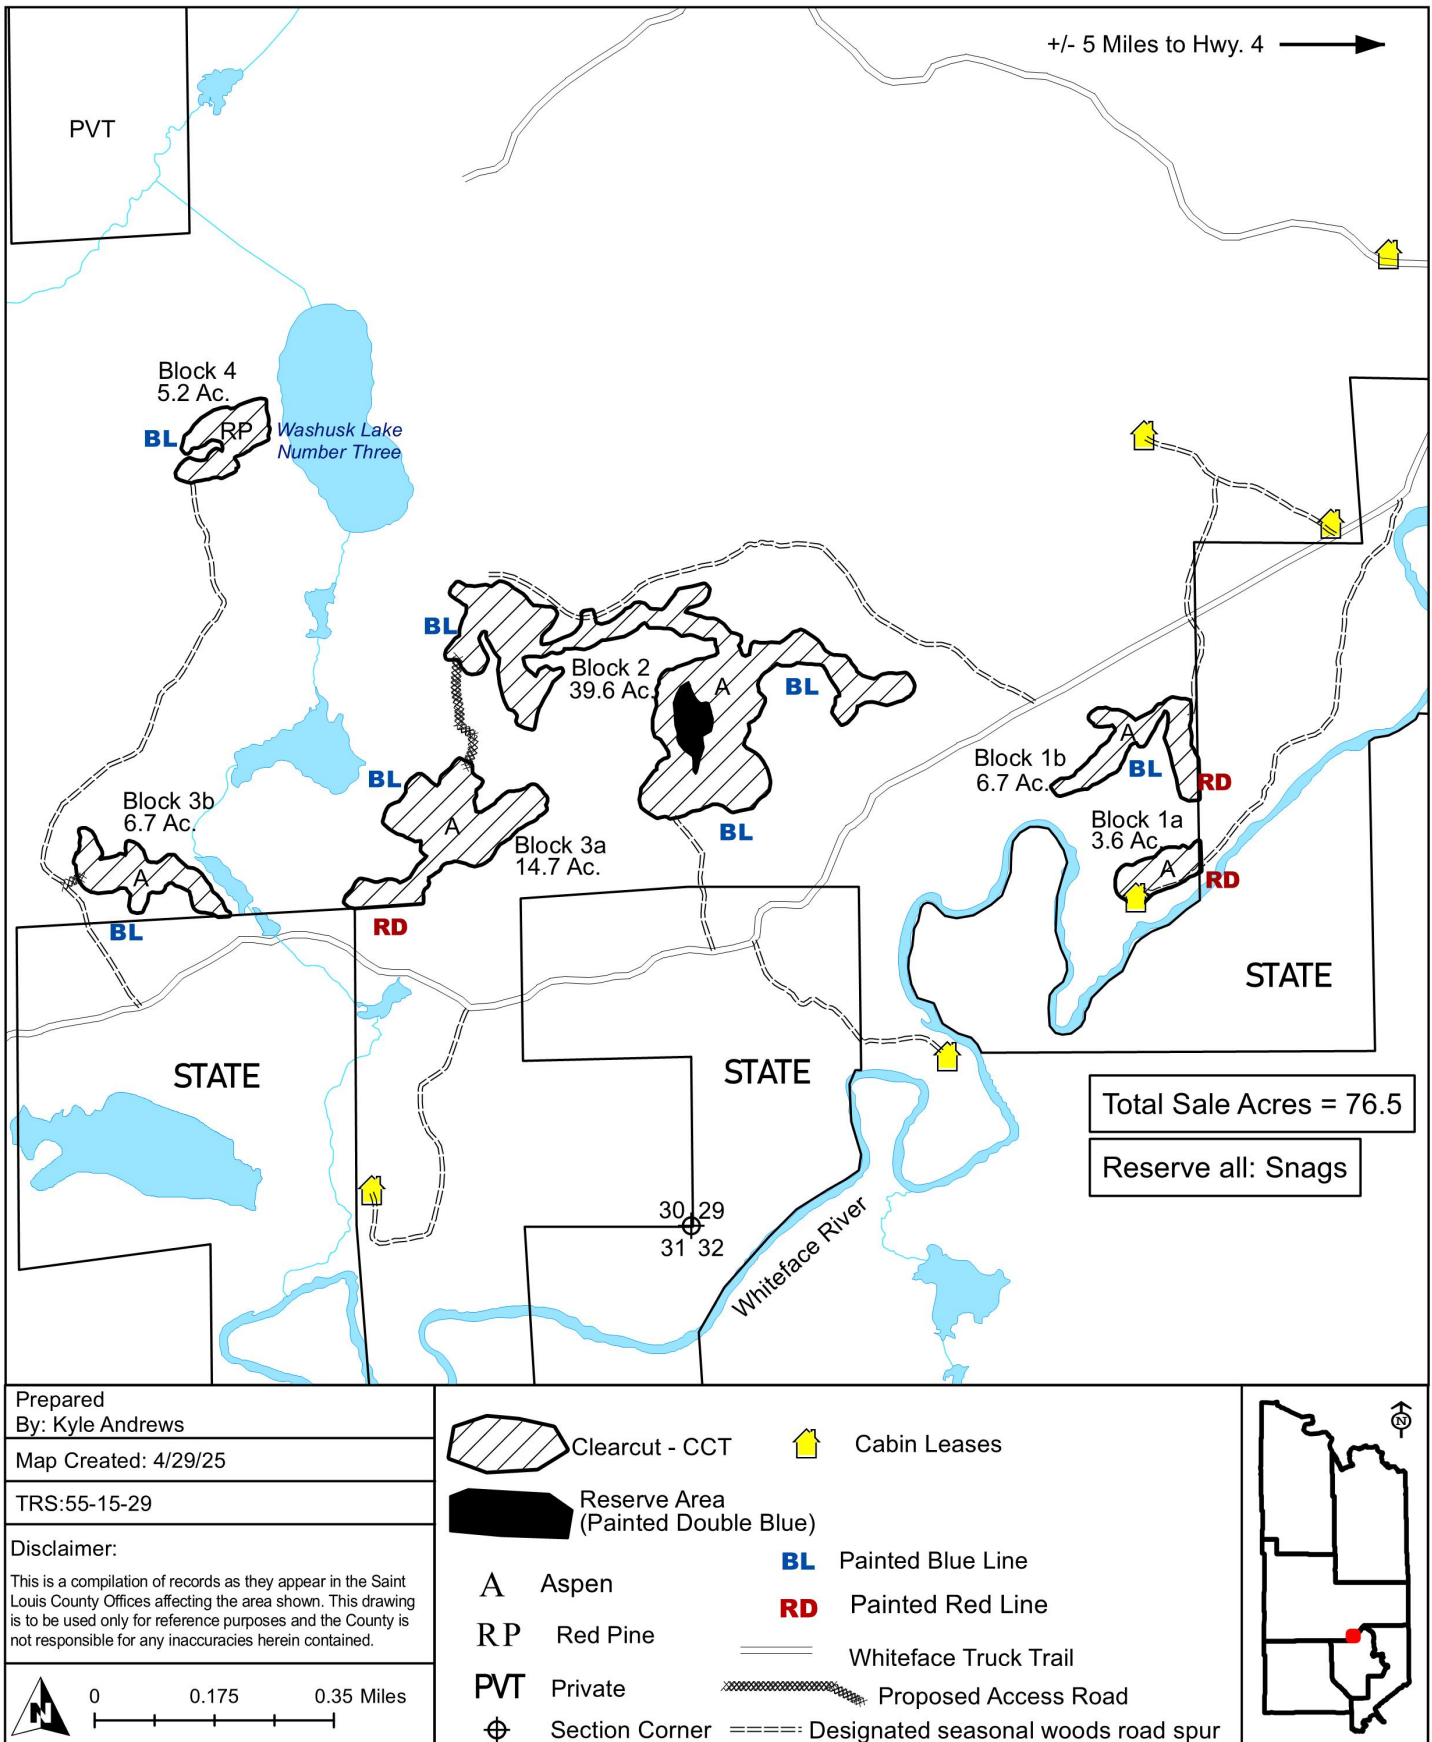 +/- 5 Miles to Hwy. 4
PVT
Block 4
5.2 Ac.
BL
RP
Washusk Lake
Number Three
BL
Block 2
39.6 Ac.
A
BL
BL
Block 1b
6.7 Ac.
A
BL
RD
Block 3b
6.7 Ac.
A
BL
BL
A
Block 3a
14.7 Ac.
RD
Block 1a
3.6 Ac.
A
RD
STATE
STATE
STATE
Total Sale Acres = 76.5
Reserve all: Snags
30 29
31 32
Whiteface River
Prepared
By: Kyle Andrews
Map Created: 4/29/25
TRS:55-15-29
Disclaimer:
This is a compilation of records as they appear in the Saint
Louis County Offices affecting the area shown. This drawing
is to be used only for reference purposes and the County is
not responsible for any inaccuracies herein contained.
N
0 0.175 0.35 Miles
Clearcut - CCT
Cabin Leases
Reserve Area
(Painted Double Blue)
BL Painted Blue Line
A Aspen
RD Painted Red Line
RP Red Pine
Whiteface Truck Trail
PVT Private
Proposed Access Road
Section Corner
Designated seasonal woods road spur
N